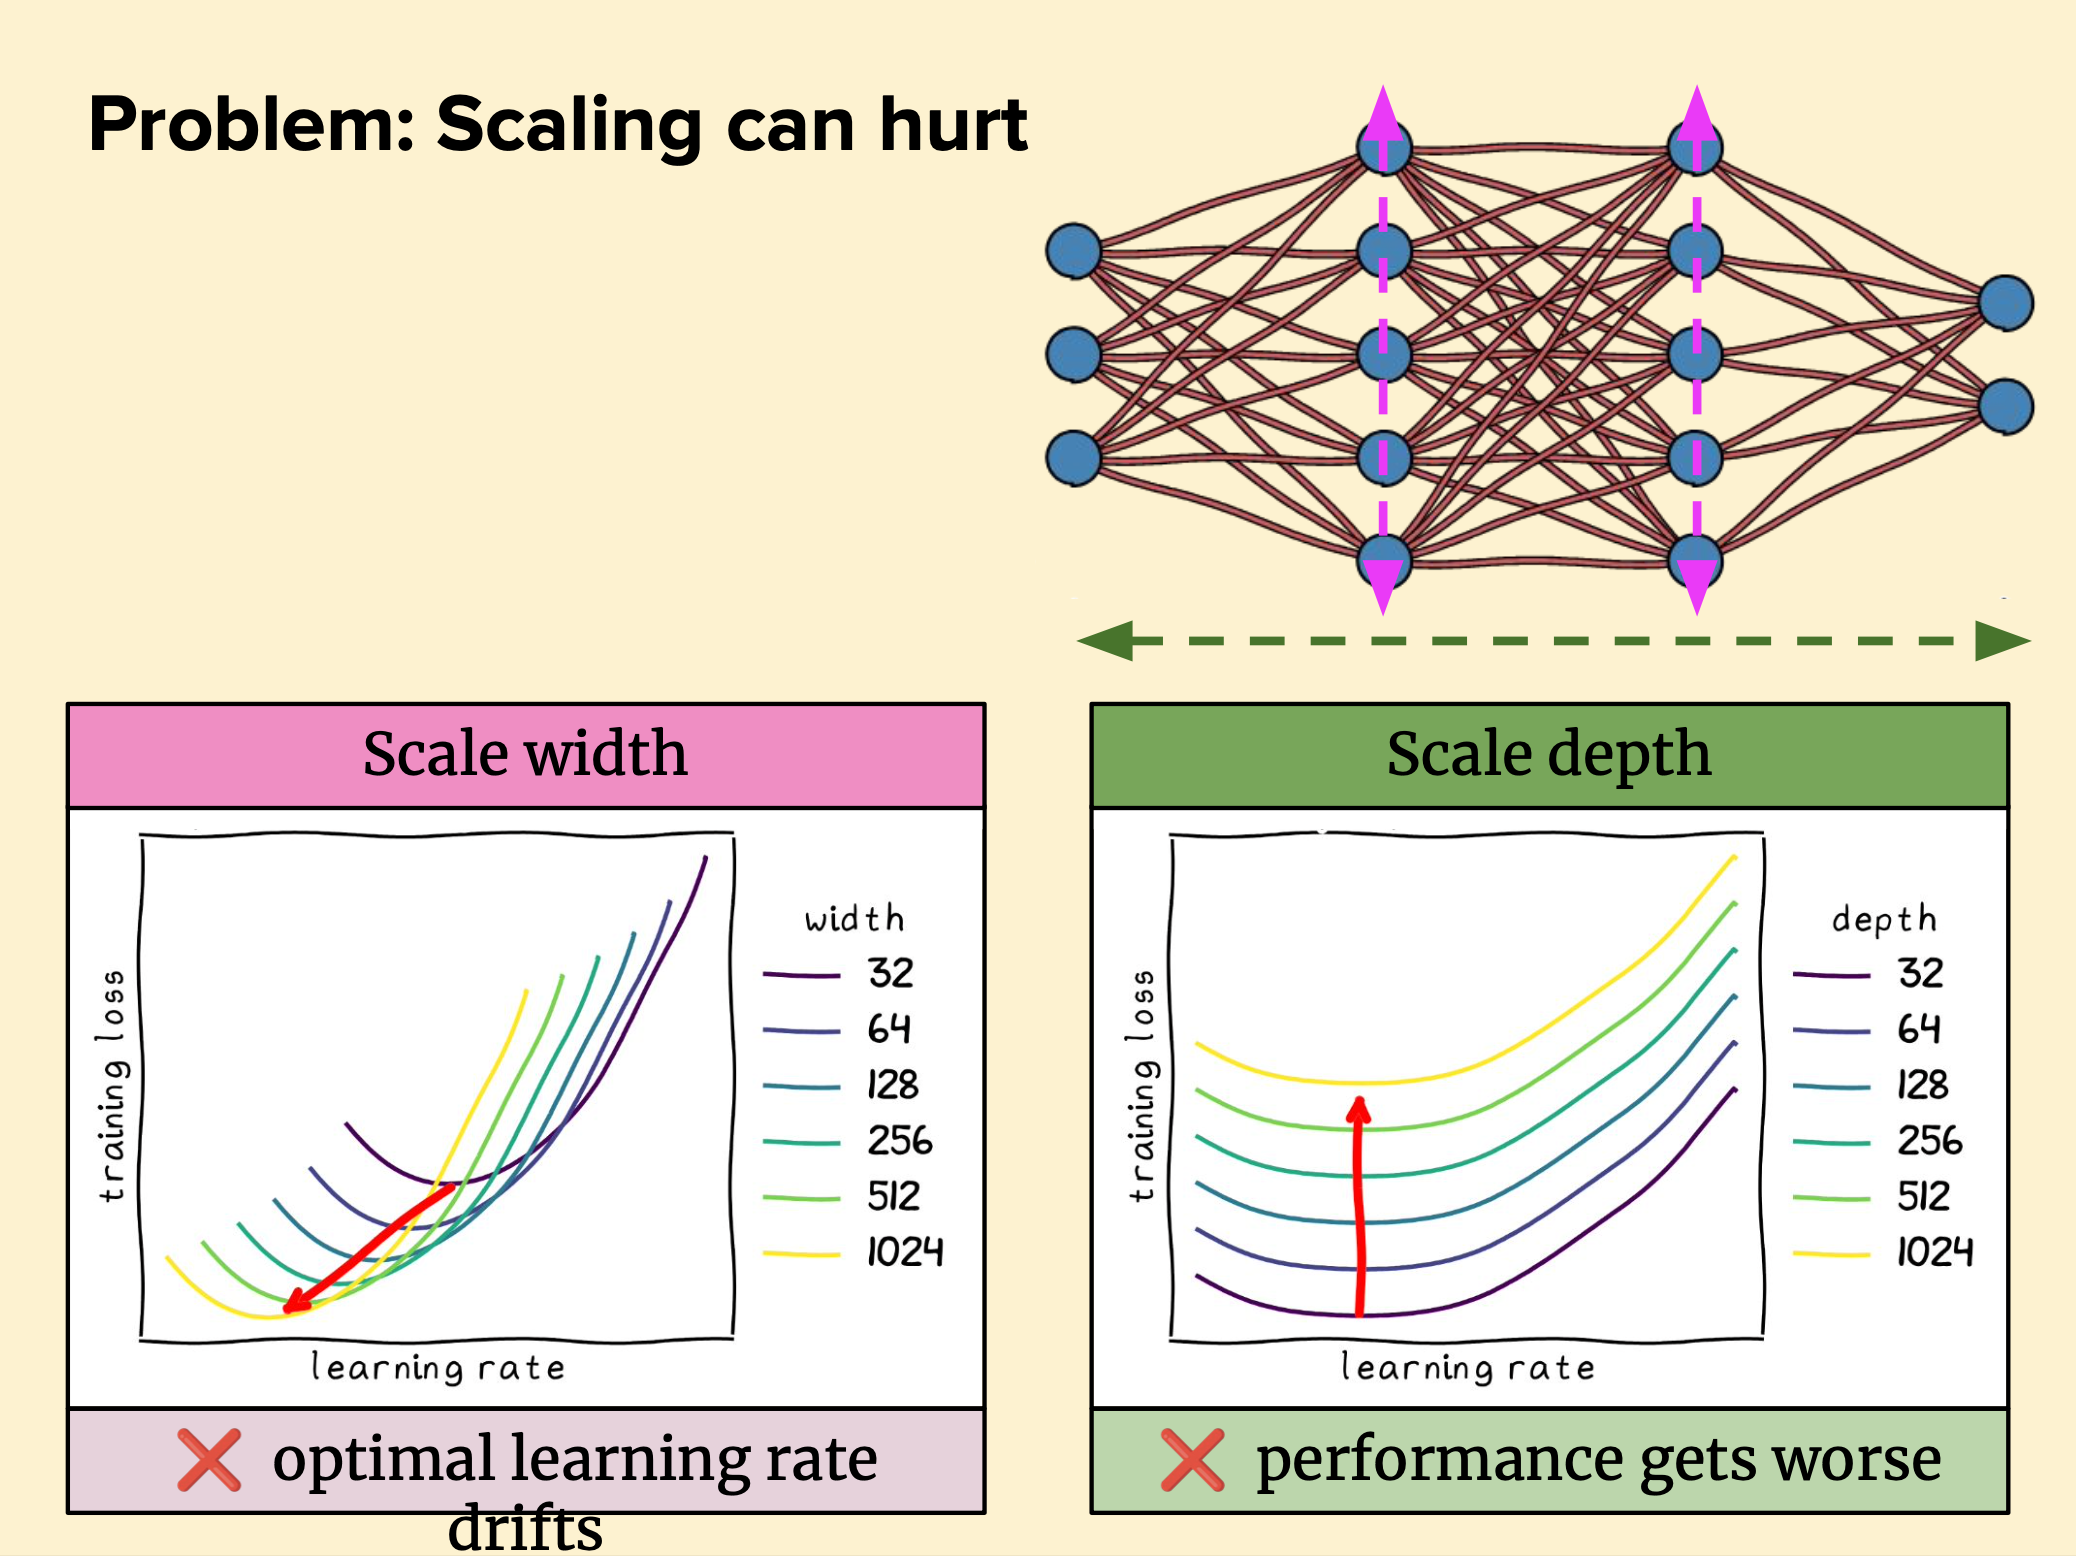 Problem: Scaling can hurt
Scale width
training loss
learning rate
width
32
64
128
256
512
1024
❌ optimal learning rate
drifts
Scale depth
training loss
learning rate
depth
32
64
128
256
512
1024
❌ performance gets worse